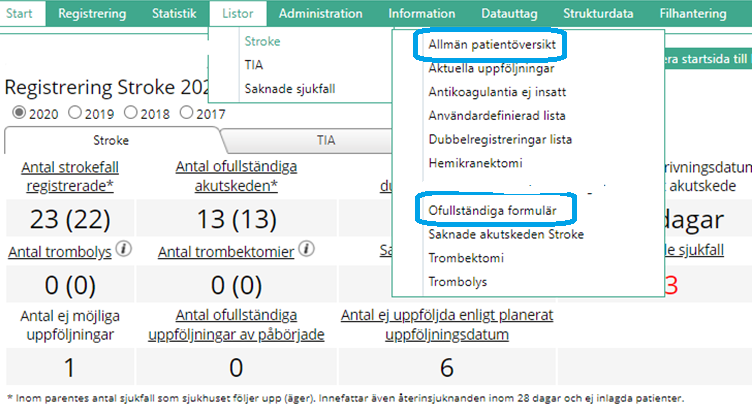 Start Registrering Statistik Listor Administration Information Datauttag Strukturdata Filhantering
Stroke
TIA
Saknade sjukfall
Allmän patientöversikt
Aktuella uppföljningar
Antikoagulantia ej insatt
Användardefinierad lista
Dubbelregistreringar lista
Hemikranektomi
Ofullständiga formulär
Saknade akutskeden Stroke
Trombektomi
Trombolys
era startsida till
Registrering Stroke 202
2020 2019 2018 2017
Stroke TIA
Antal strokefall
registrerade*
Antal ofullständiga
akutskeden*
rivningsdatum
akutskede
23 (22) 13 (13) dagar
Antal trombolys i Antal trombektomier i Sa de sjukfall
0 (0) 0 (0) 3
Antal ej möjliga
uppföljningar
Antal ofullständiga
uppföljningar av påbörjade
Antal ej uppföljda enligt planerat
uppföljningsdatum
1 0 6
* Inom parentes antal sjukfall som sjukhuset följer upp (äger). Innefattar även återinsjuknanden inom 28 dagar och ej inlagda patienter.